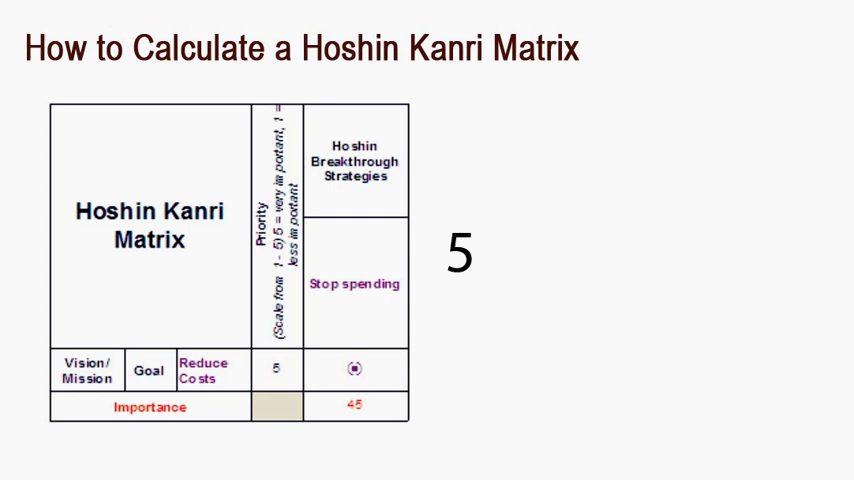 How to Calculate a Hoshin Kanri Matrix
Hoshin Kanri
Matrix
Priority
(Scale from 1 - 5) 5 = very important, 1 =
less important
Hoshin
Breakthrough
Strategies
Stop spending
5
Vision/
Mission
Goal
Reduce
Costs
5
Importance
45